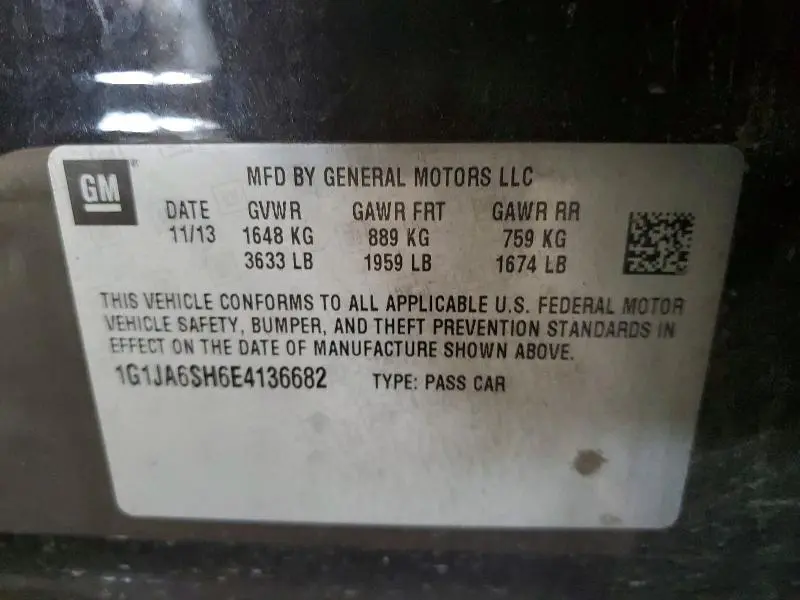 GM
MFD BY GENERAL MOTORS LLC
DATE GVWR GAWR FRT GAWR RR
11/13 1648 KG 889 KG 759 KG
3633 LB 1959 LB 1674 LB
THIS VEHICLE CONFORMS TO ALL APPLICABLE U.S. FEDERAL MOTOR
VEHICLE SAFETY, BUMPER, AND THEFT PREVENTION STANDARDS IN
EFFECT ON THE DATE OF MANUFACTURE SHOWN ABOVE.
1G1JA6SH6E4136682 TYPE: PASS CAR